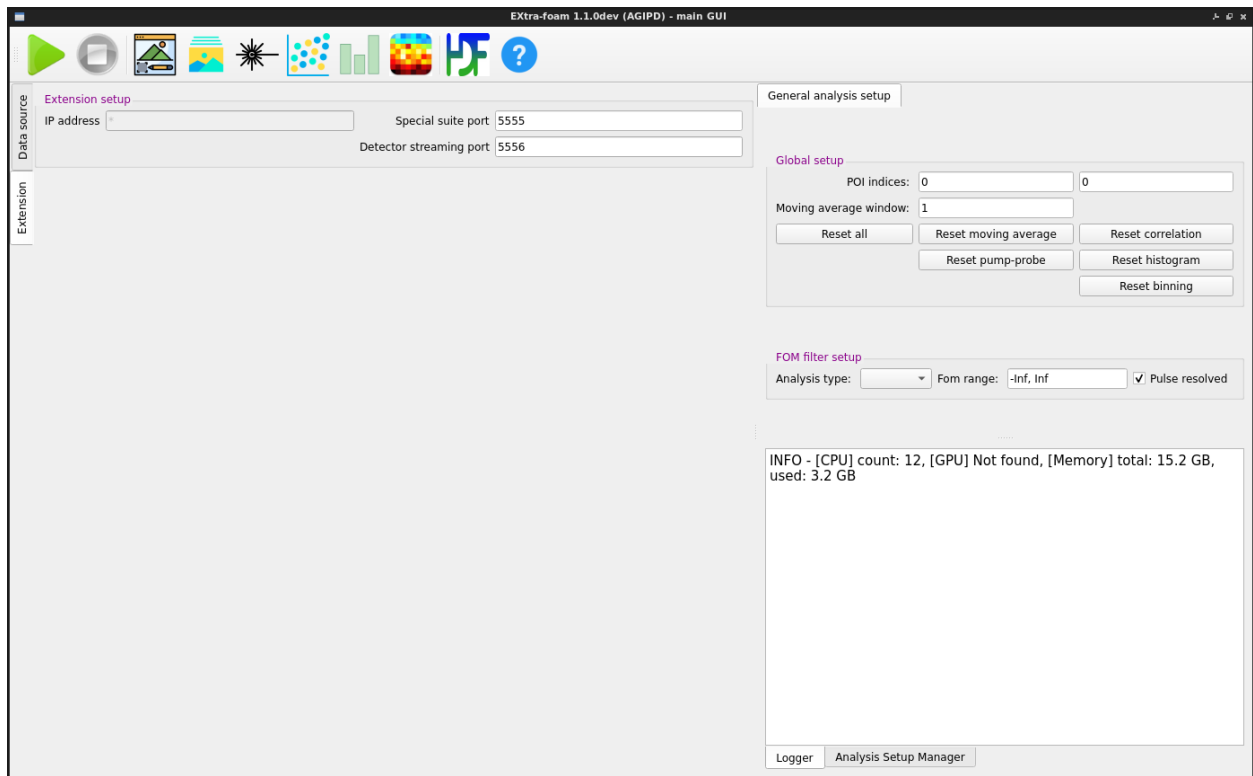 EXtra-foam 1.1.0dev (AGIPD) - main GUI
HDF
?
Data source
Extension
Extension setup
IP address *
Special suite port 5555
Detector streaming port 5556
General analysis setup
Global setup
POI indices: 0 0
Moving average window: 1
Reset all Reset moving average Reset correlation
Reset pump-probe Reset histogram
Reset binning
FOM filter setup
Analysis type: Fom range: -Inf, Inf Pulse resolved
INFO - [CPU] count: 12, [GPU] Not found, [Memory] total: 15.2 GB,
used: 3.2 GB
Logger Analysis Setup Manager